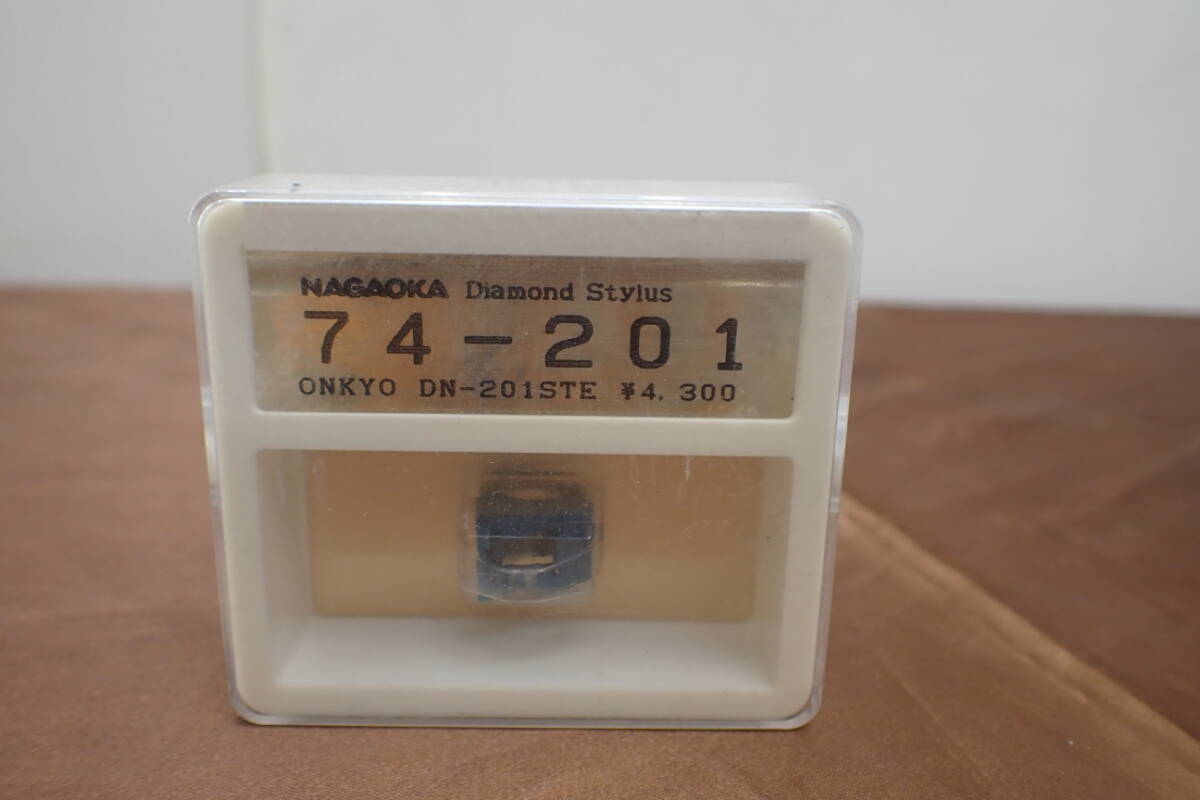 NAGAOKA Diamond Stylus
74-201
ONKYO DN-201STE ¥4,300